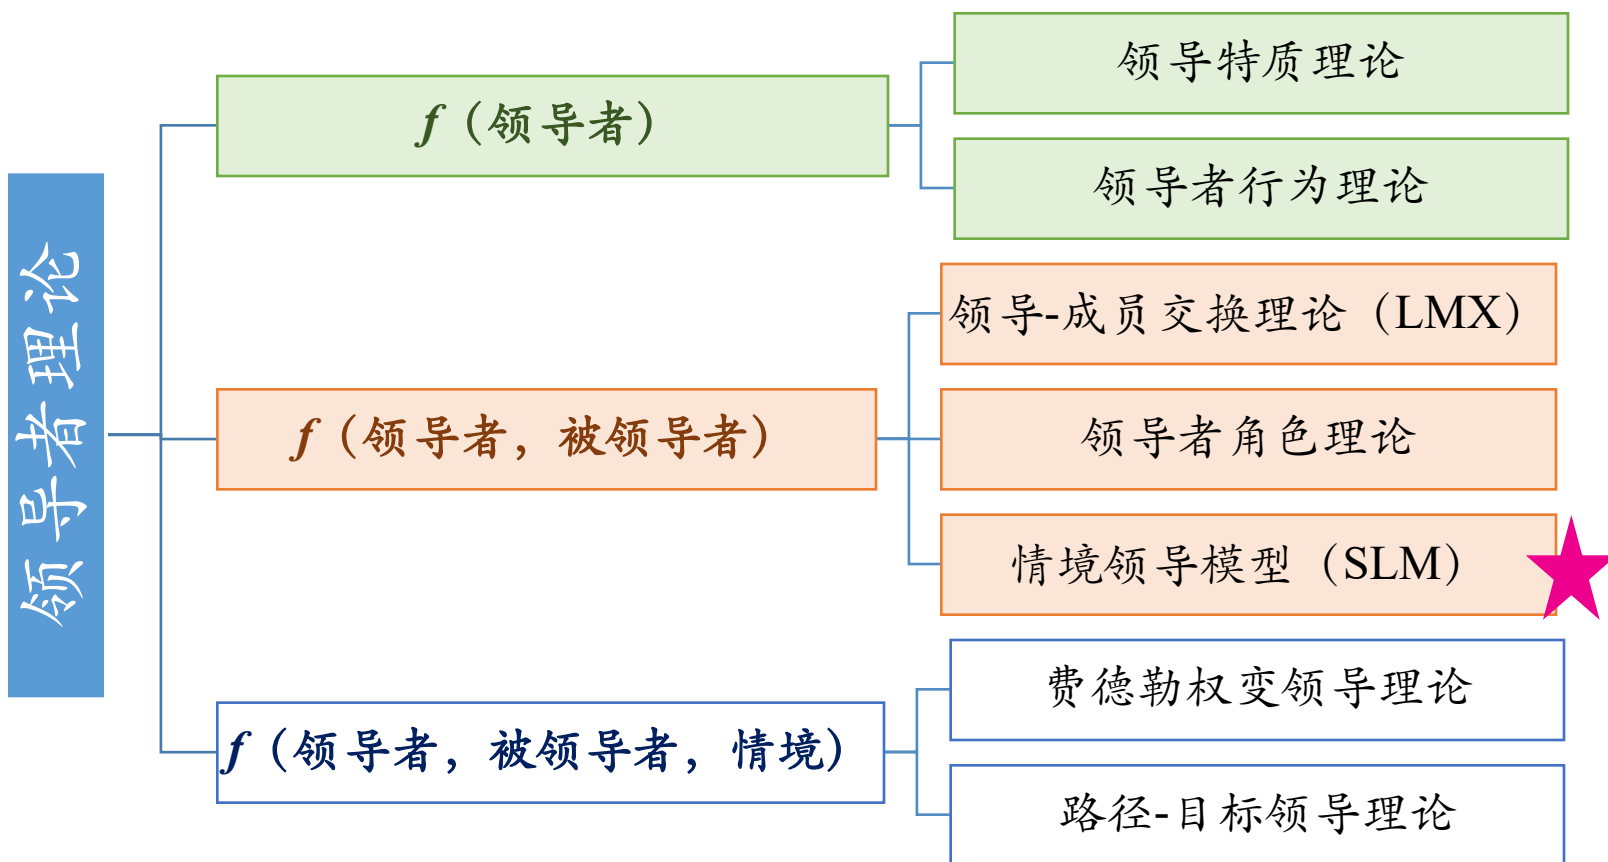 领导者理论
f（领导者）
领导特质理论
领导者行为理论
f（领导者，被领导者）
领导-成员交换理论（LMX）
领导者角色理论
情境领导模型（SLM）
f（领导者，被领导者，情境）
费德勒权变领导理论
路径-目标领导理论